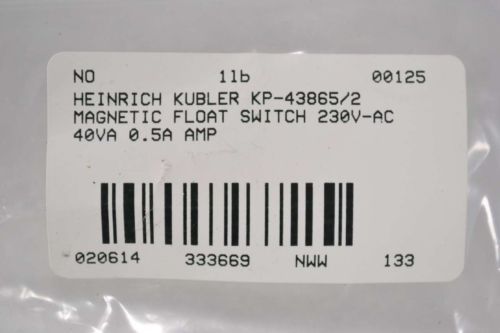 NO 1lb 00125
HEINRICH KUBLER KP-43865/2
MAGNETIC FLOAT SWITCH 230V-AC
40VA 0.5A AMP
020614 333669 NWW 133